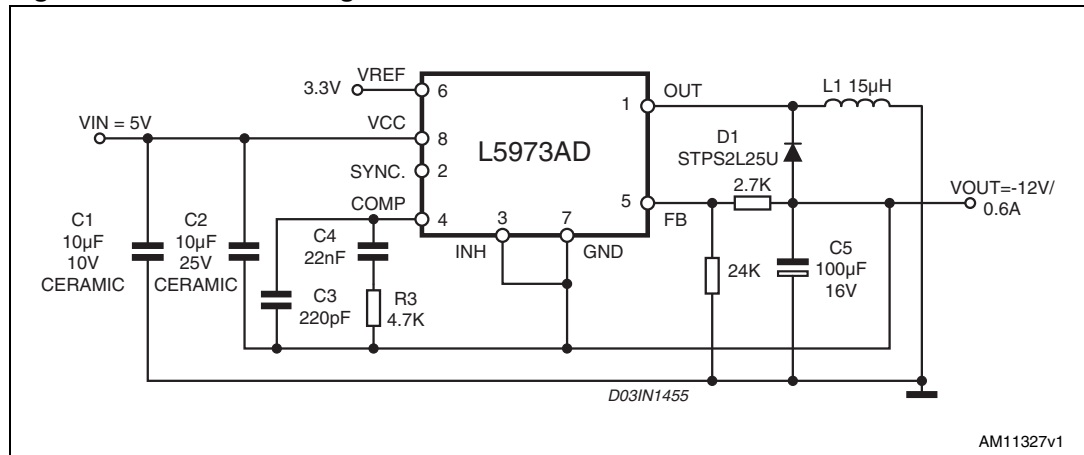 VREF
3.3V
6
VIN = 5V
VCC
8
SYNC.
2
COMP
4
L5973AD
1
OUT
L1 15µH
D1
STPS2L25U
2.7K
5
FB
VOUT=-12V/
0.6A
3
INH
7
GND
C1
10µF
10V
CERAMIC
C2
10µF
25V
CERAMIC
C4
22nF
C3
220pF
R3
4.7K
24K
C5
100µF
16V
D03IN1455
AM11327v1